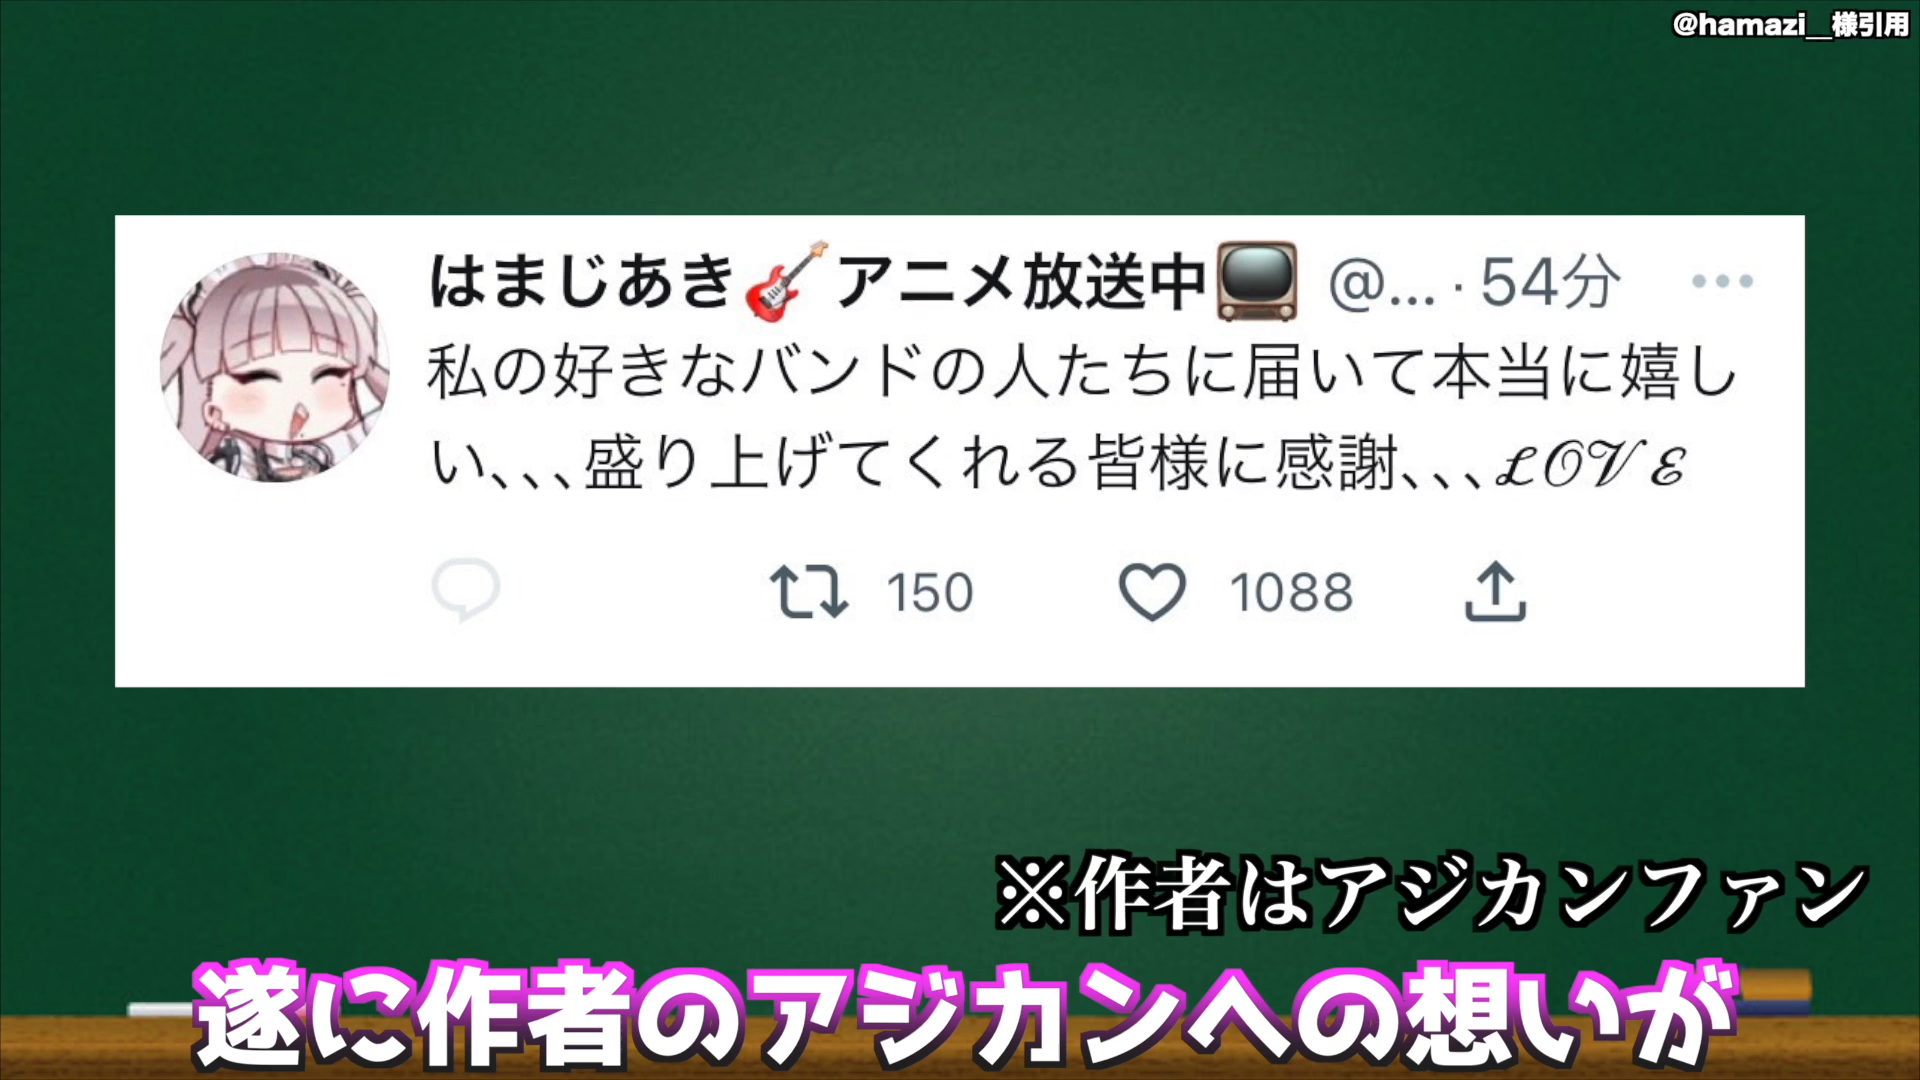 @hamazi__様引用
はまじあき🎸アニメ放送中📺 @... · 54分
私の好きなバンドの人たちに届いて本当に嬉し
い、、、盛り上げてくれる皆様に感謝、、、𝓛𝓞𝓥𝓔
150 1088
※作者はアジカンファン
遂に作者のアジカンへの想いが